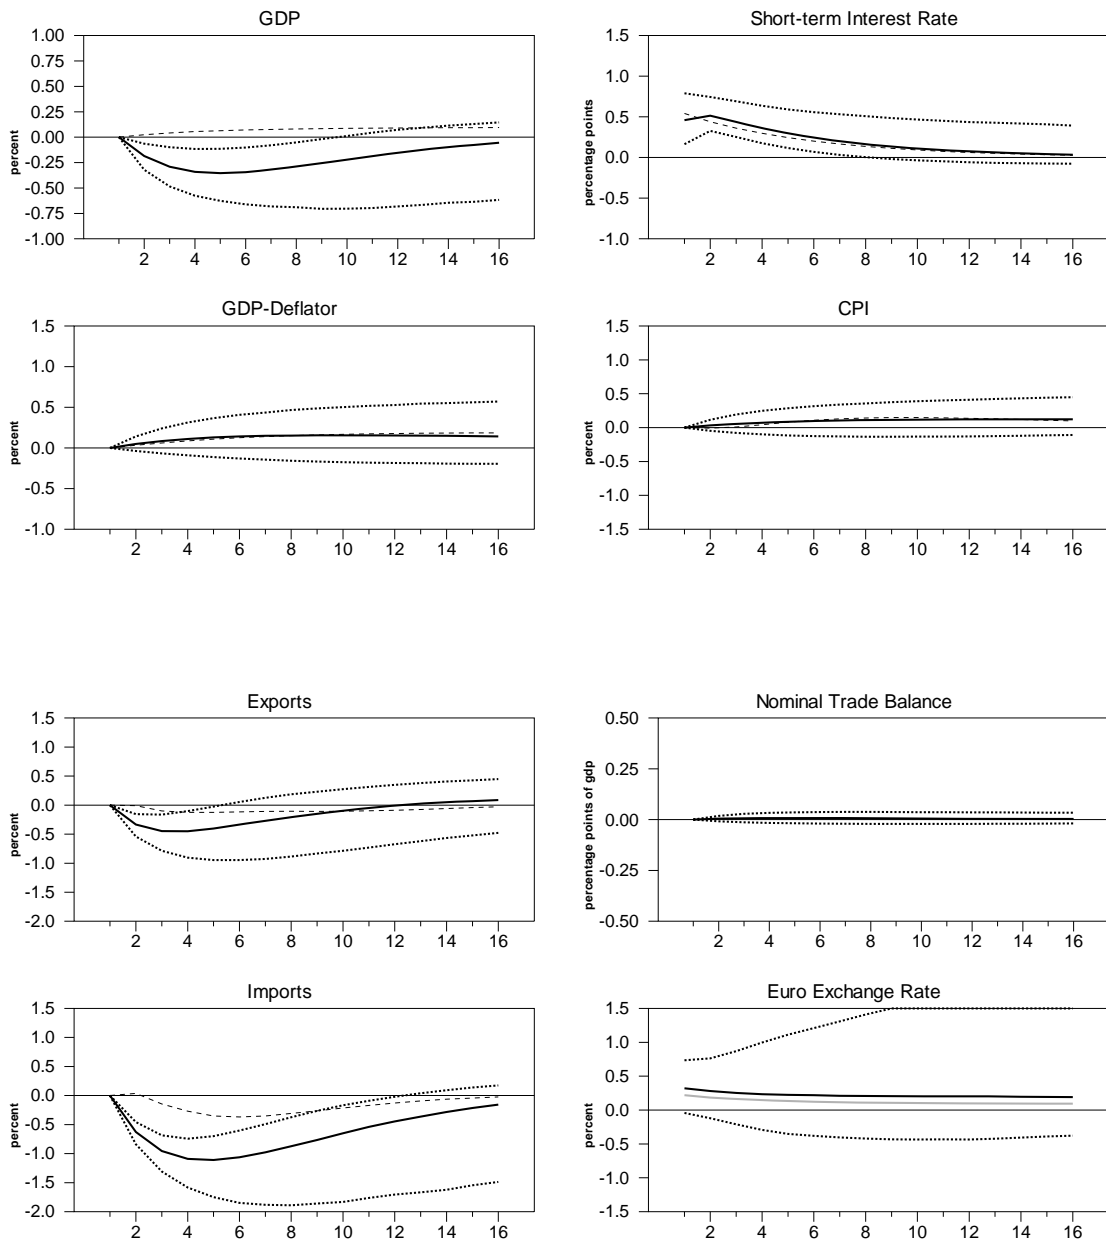 GDP
1.00
0.75
0.50
0.25
0.00
-0.25
-0.50
-0.75
-1.00
percent
2 4 6 8 10 12 14 16
Short-term Interest Rate
1.5
1.0
0.5
0.0
-0.5
-1.0
percentage points
2 4 6 8 10 12 14 16
GDP-Deflator
1.5
1.0
0.5
0.0
-0.5
-1.0
percent
2 4 6 8 10 12 14 16
CPI
1.5
1.0
0.5
0.0
-0.5
-1.0
-1.5
percent
2 4 6 8 10 12 14 16
Exports
1.5
1.0
0.5
0.0
-0.5
-1.0
-1.5
-2.0
percent
2 4 6 8 10 12 14 16
Nominal Trade Balance
0.50
0.25
0.00
-0.25
-0.50
percentage points of gdp
2 4 6 8 10 12 14 16
Imports
1.5
1.0
0.5
0.0
-0.5
-1.0
-1.5
-2.0
percent
2 4 6 8 10 12 14 16
Euro Exchange Rate
1.5
1.0
0.5
0.0
-0.5
-1.0
-1.5
percent
2 4 6 8 10 12 14 16